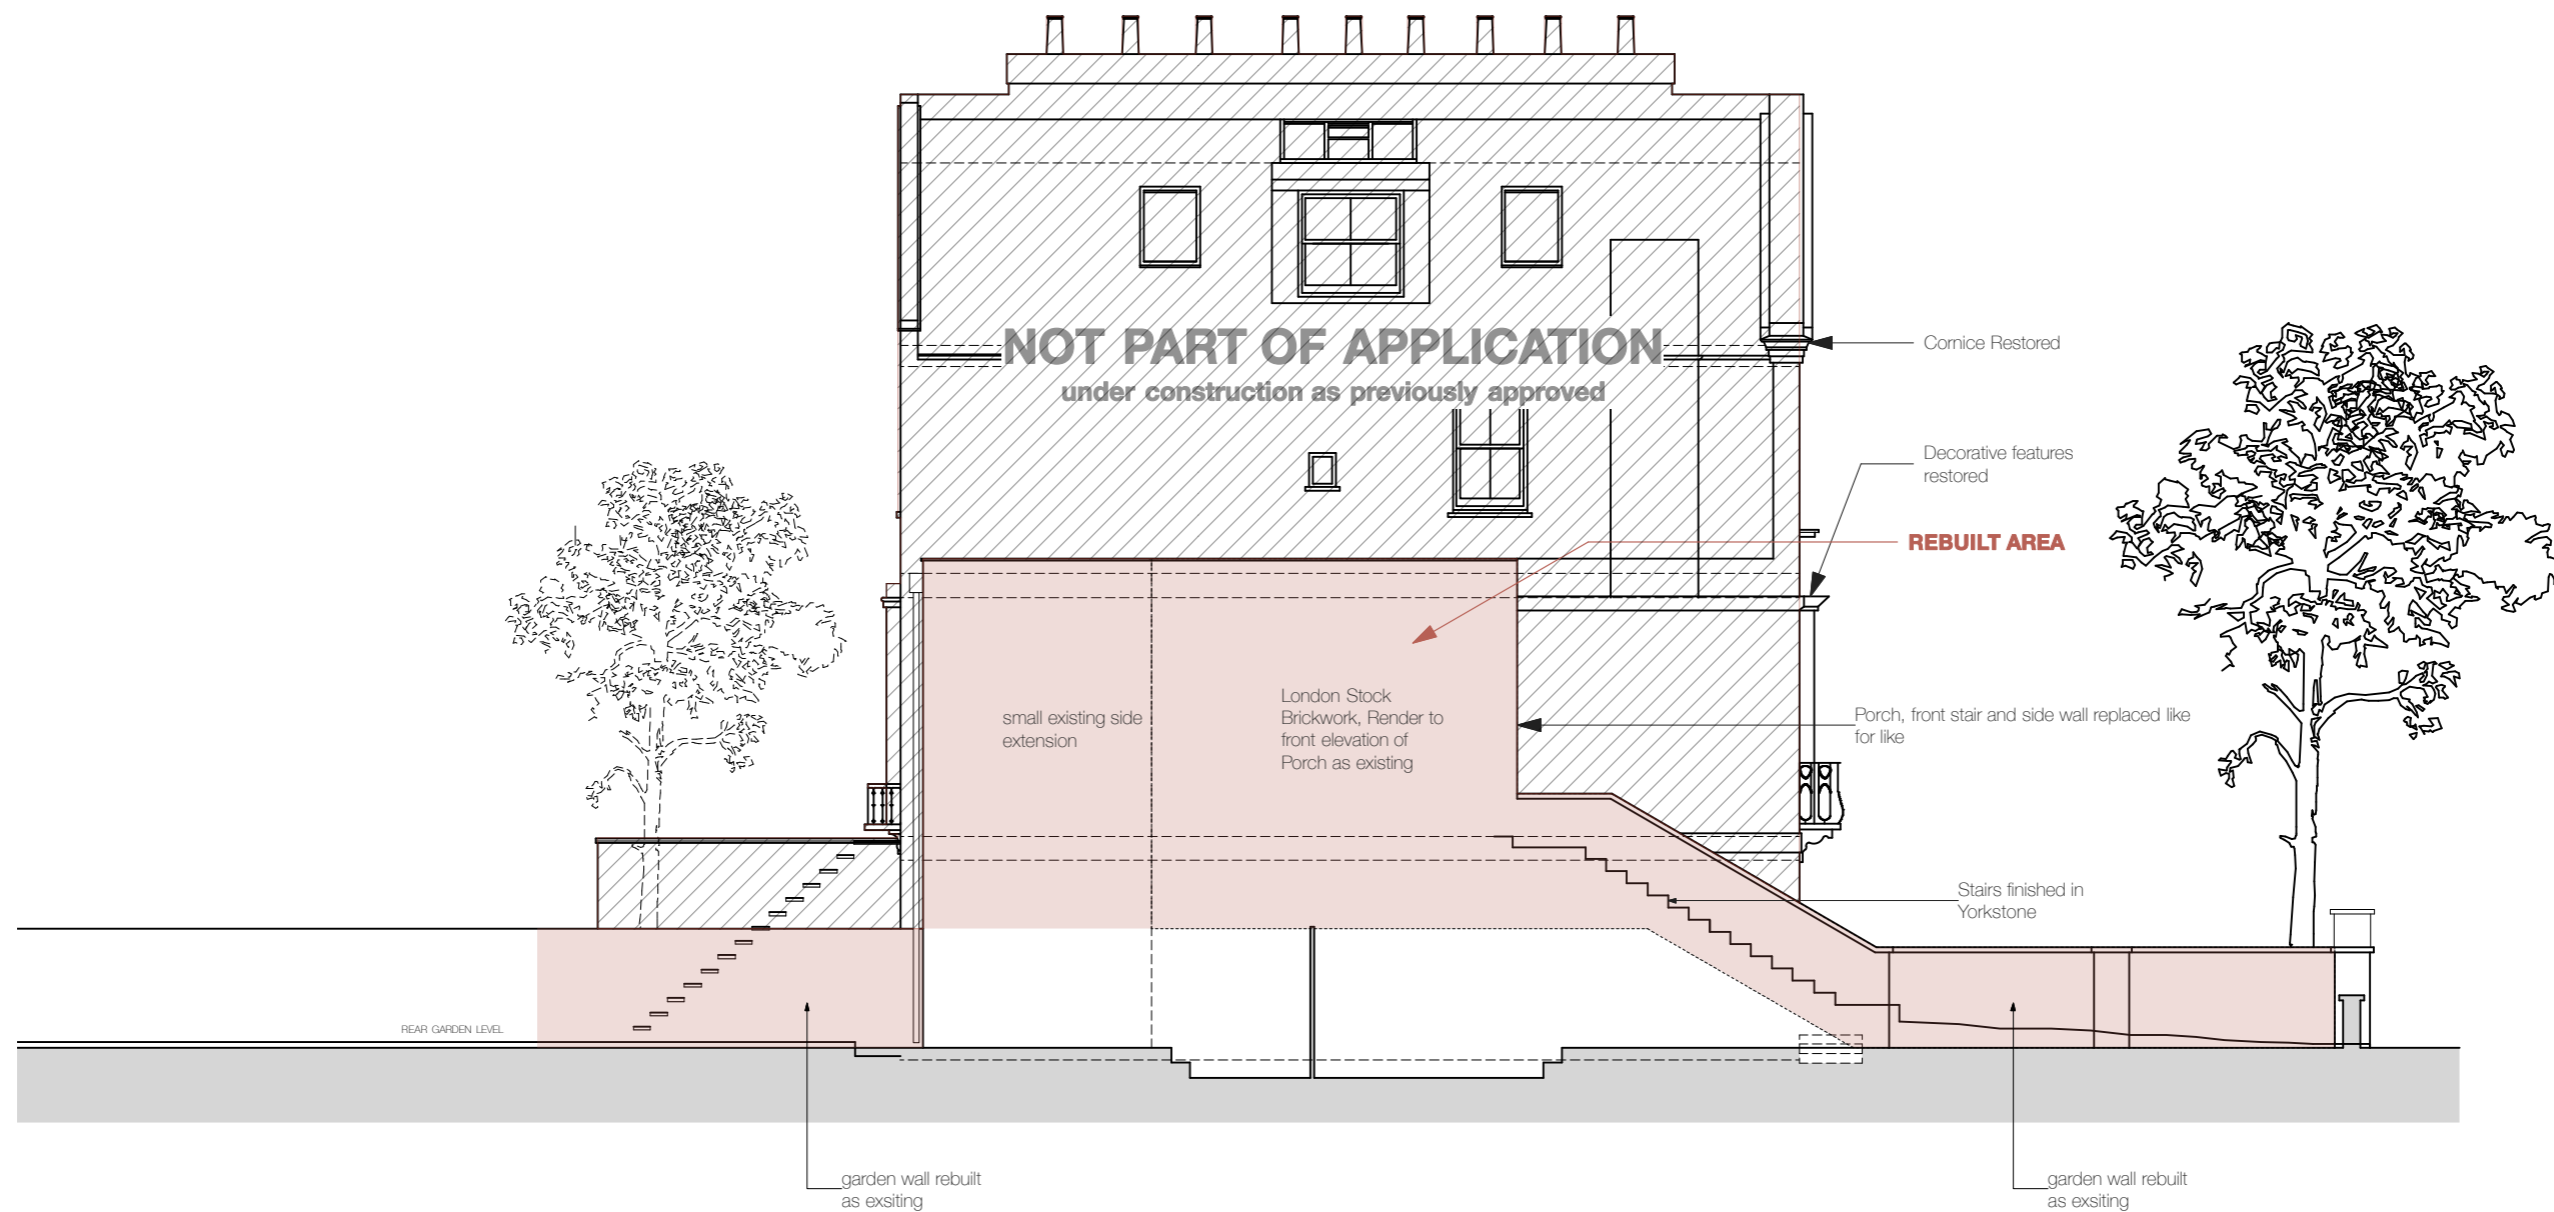 NOT PART OF APPLICATION
under construction as previously approved
Cornice Restored
Decorative features
restored
REBUILT AREA
small existing side
extension
London Stock
Brickwork, Render to
front elevation of
Porch as existing
Porch, front stair and side wall replaced like
for like
Stairs finished in
Yorkstone
REAR GARDEN LEVEL
garden wall rebuilt
as exsiting
garden wall rebuilt
as exsiting